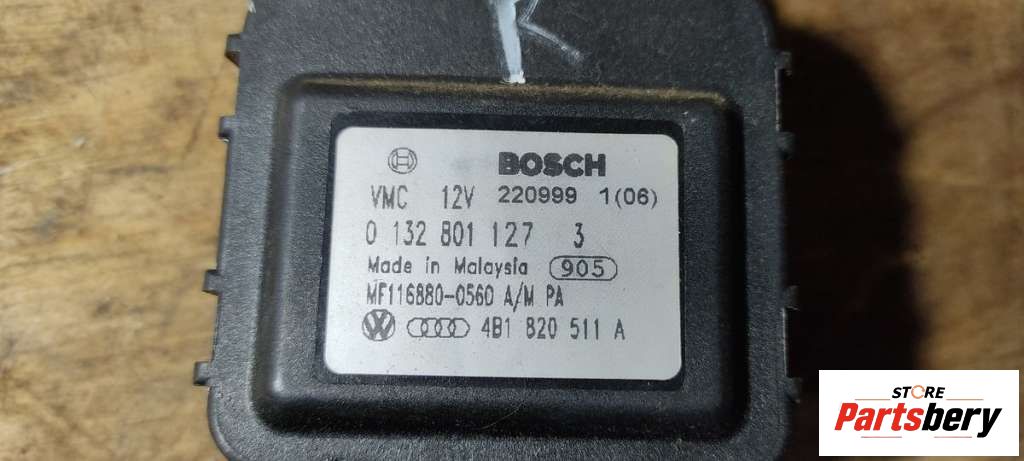 BOSCH
VMC 12V 220999 1(06)
0 132 801 127 3
Made in Malaysia 905
MF116880-0560 A/M PA
4B1 820 511 A
STORE
Partsbery